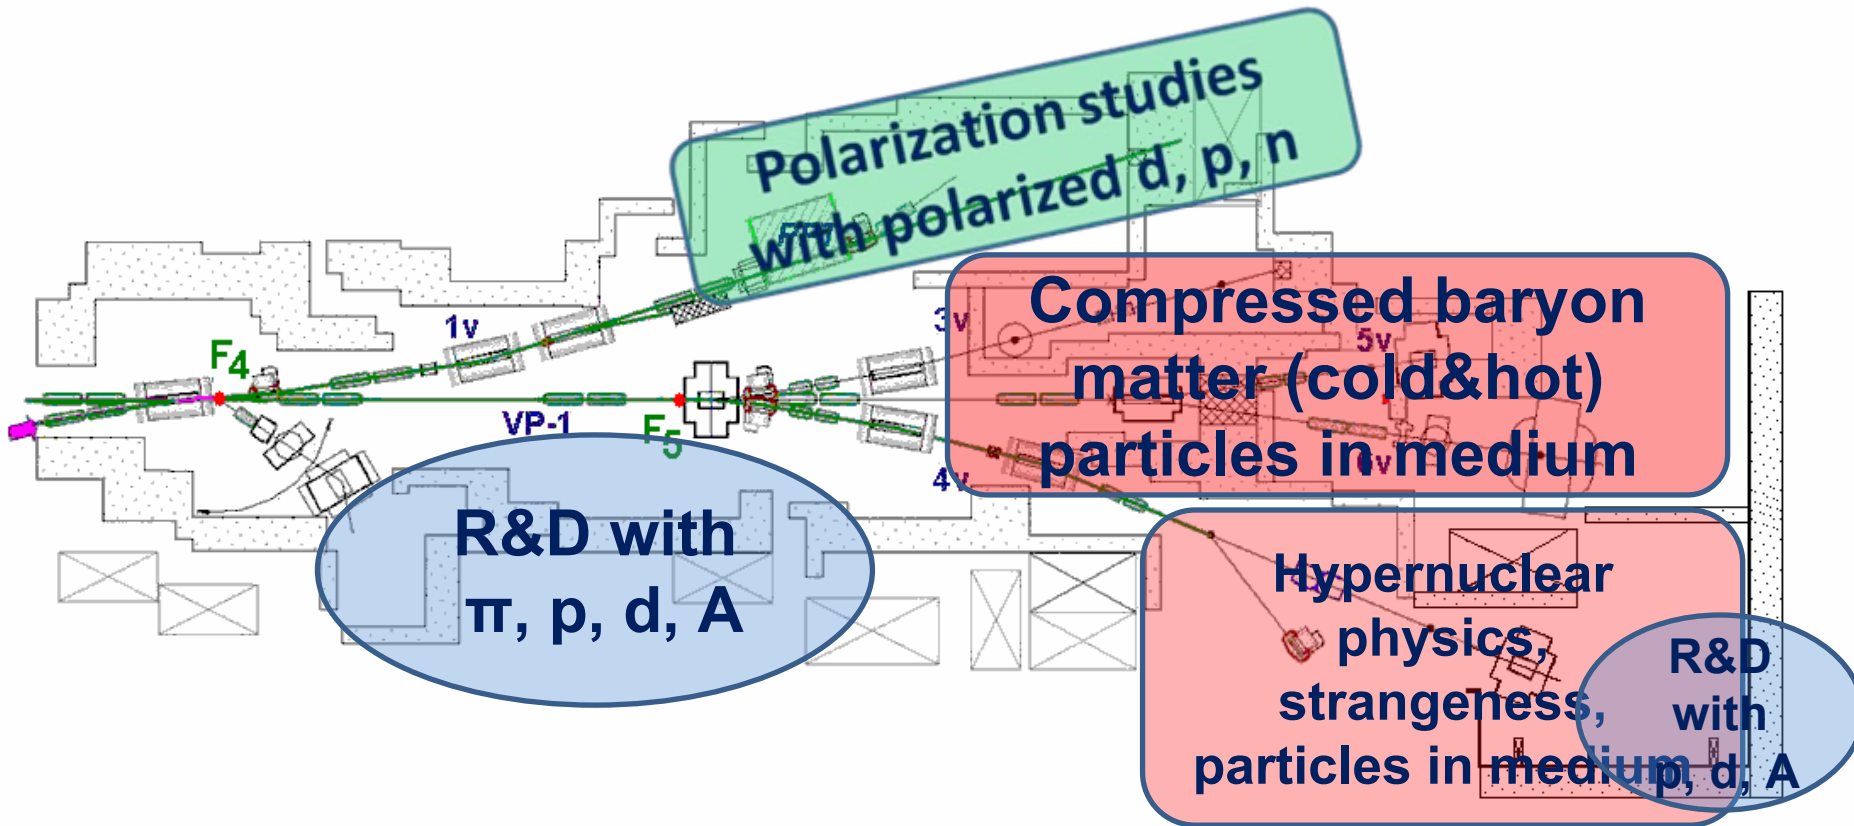 Polarization studies
with polarized d, p, n
1v
F4
VP-1
F5
3v
4v
5v
6v
Compressed baryon
matter (cold&hot)
particles in medium
R&D with
π, p, d, A
Hypernuclear
physics,
strangeness,
particles in medium
R&D
with
p, d, A